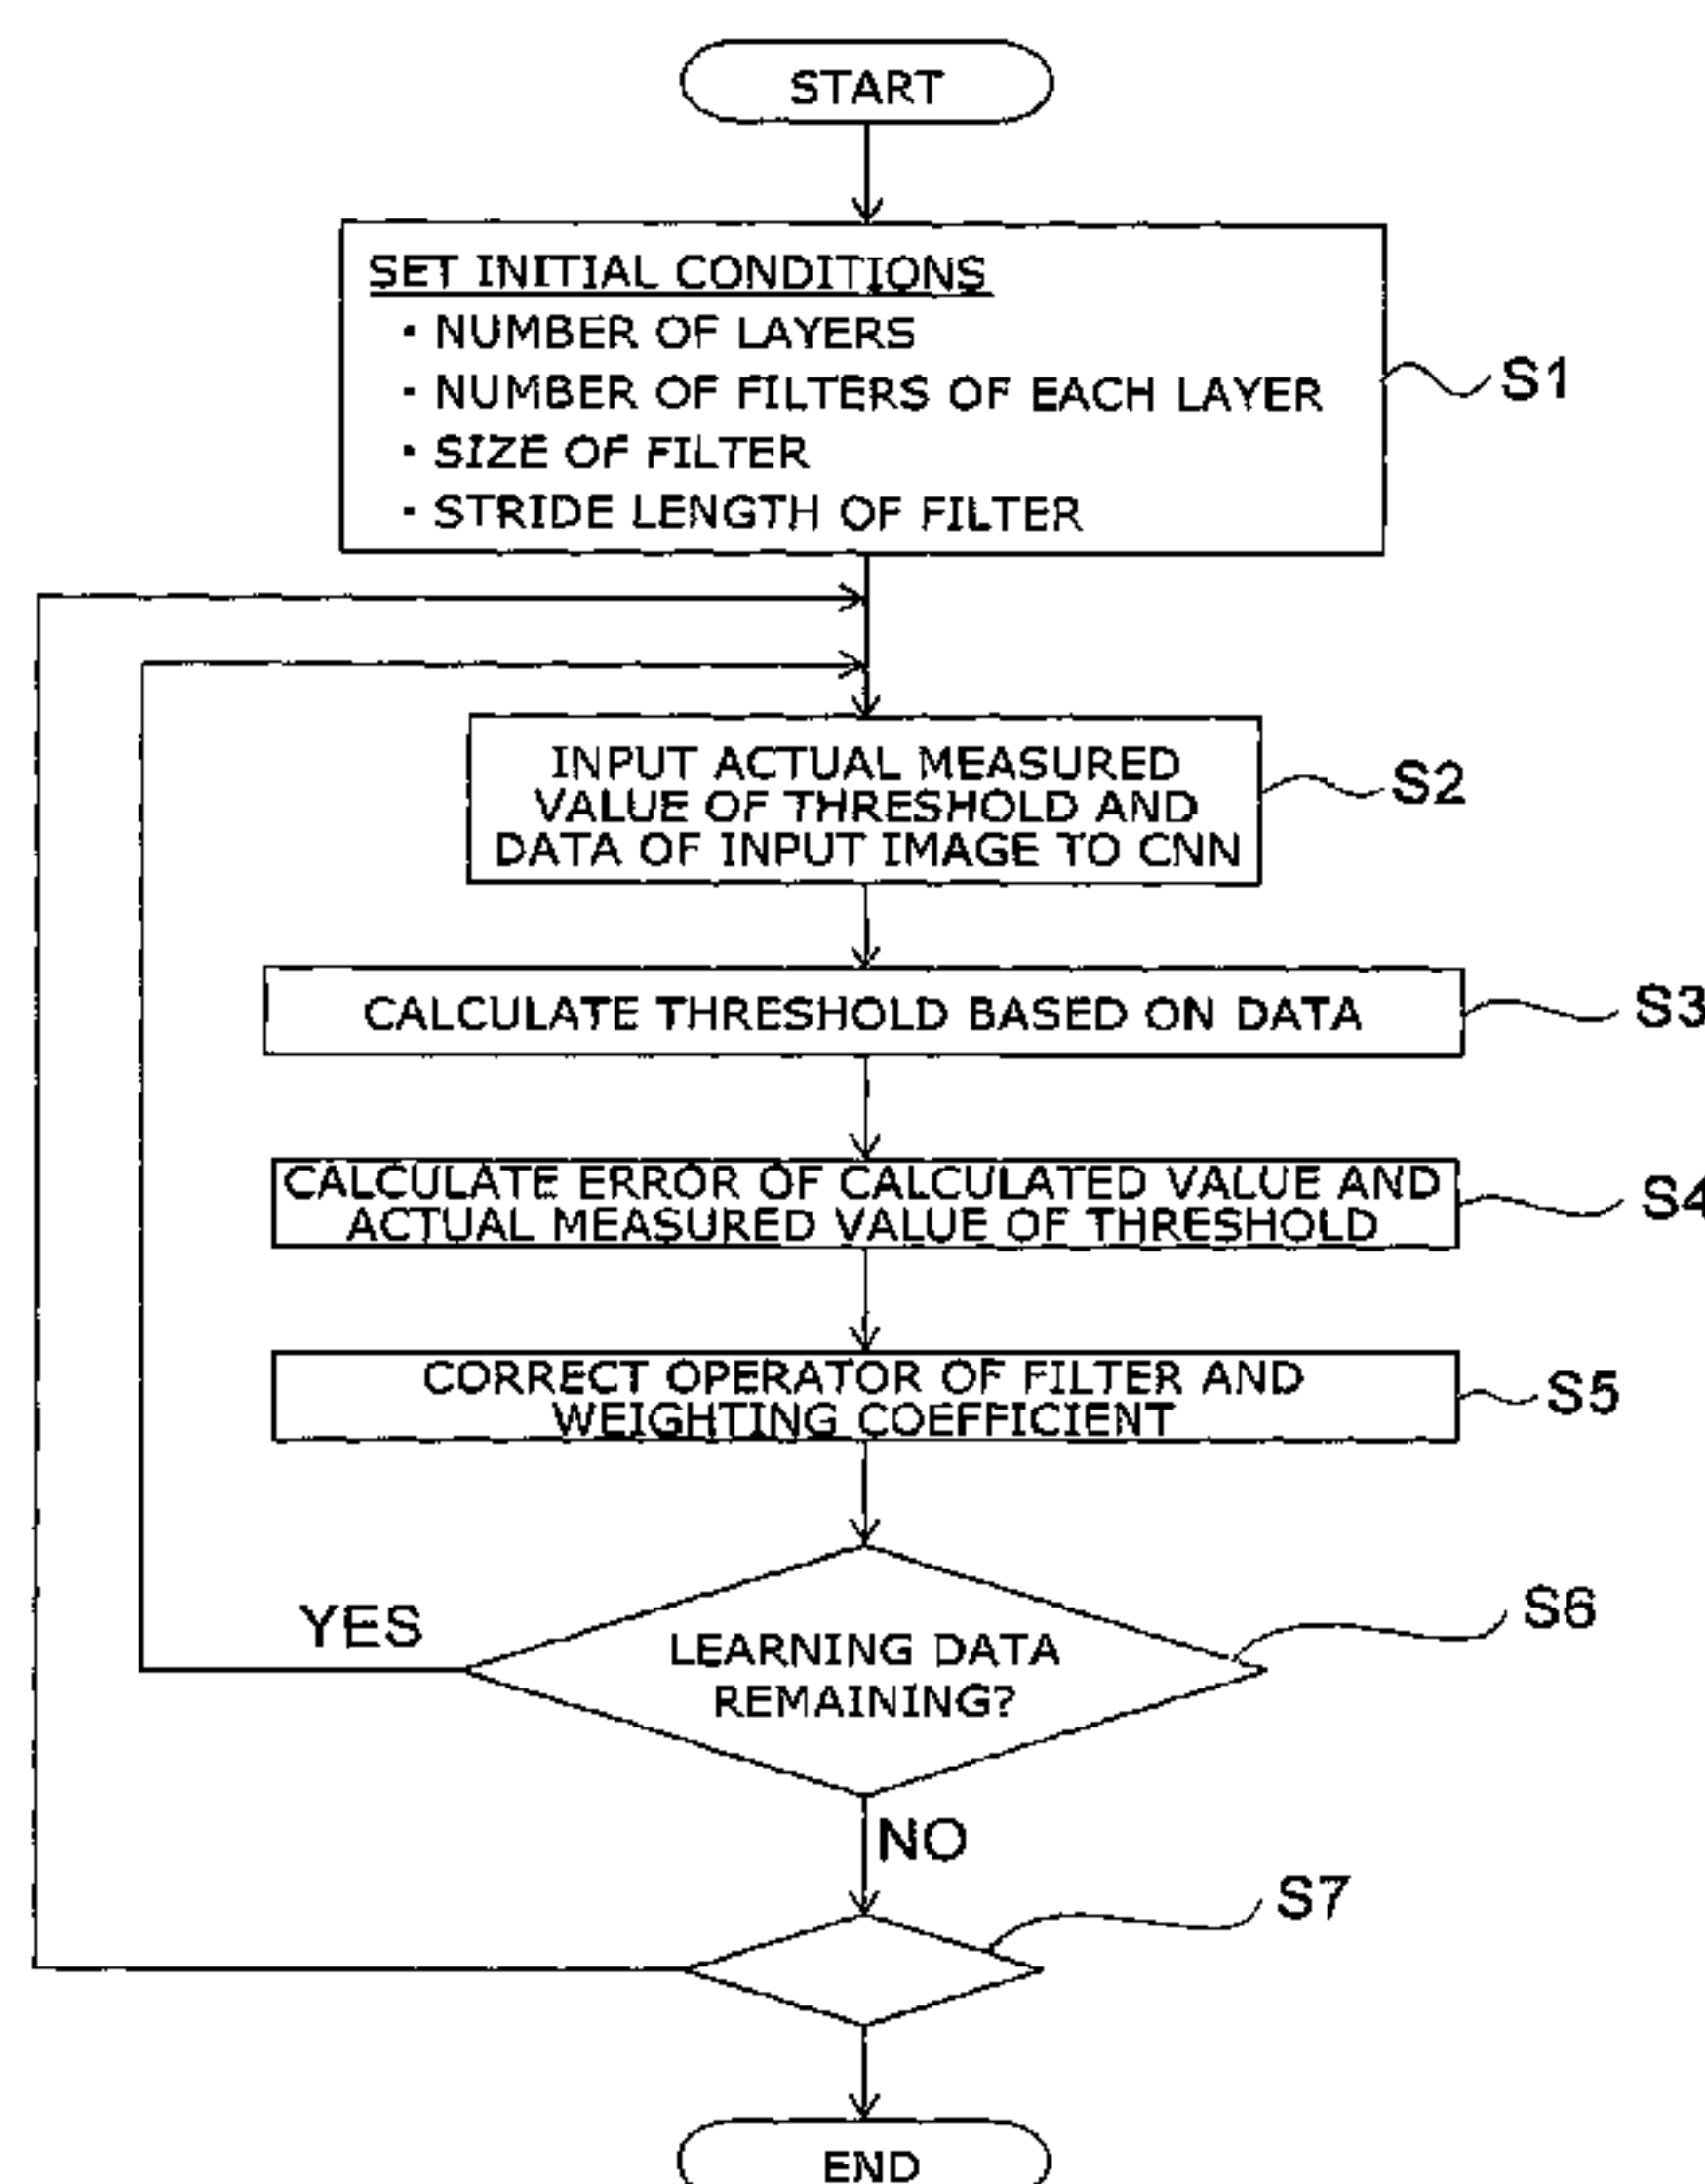 START
SET INITIAL CONDITIONS
· NUMBER OF LAYERS
· NUMBER OF FILTERS OF EACH LAYER
· SIZE OF FILTER
· STRIDE LENGTH OF FILTER
S1
INPUT ACTUAL MEASURED
VALUE OF THRESHOLD AND
DATA OF INPUT IMAGE TO CNN
S2
CALCULATE THRESHOLD BASED ON DATA
S3
CALCULATE ERROR OF CALCULATED VALUE AND
ACTUAL MEASURED VALUE OF THRESHOLD
S4
CORRECT OPERATOR OF FILTER AND
WEIGHTING COEFFICIENT
S5
YES
LEARNING DATA
REMAINING?
S6
NO
S7
END